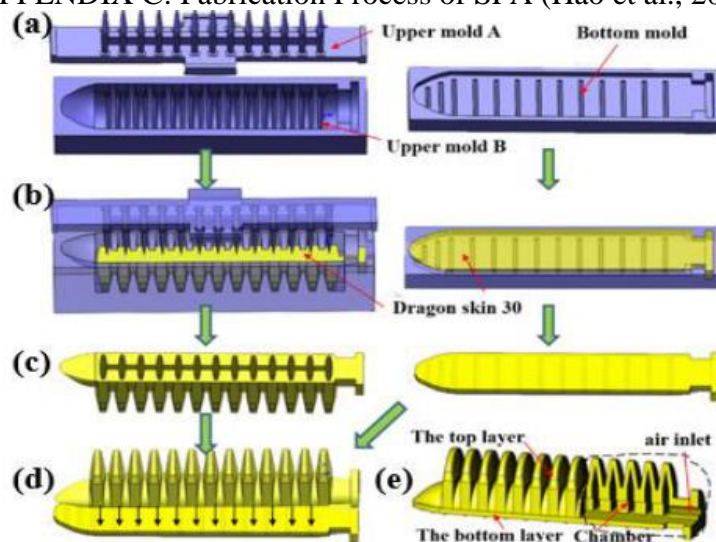 PPENDIX C: Fabrication Process of SPA (Hao et al., 20
(a)
Upper mold A
Bottom mold
Upper mold B
(b)
Dragon skin 30
(c)
The top layer
air inlet
(d)
(e)
The bottom layer
Chamber